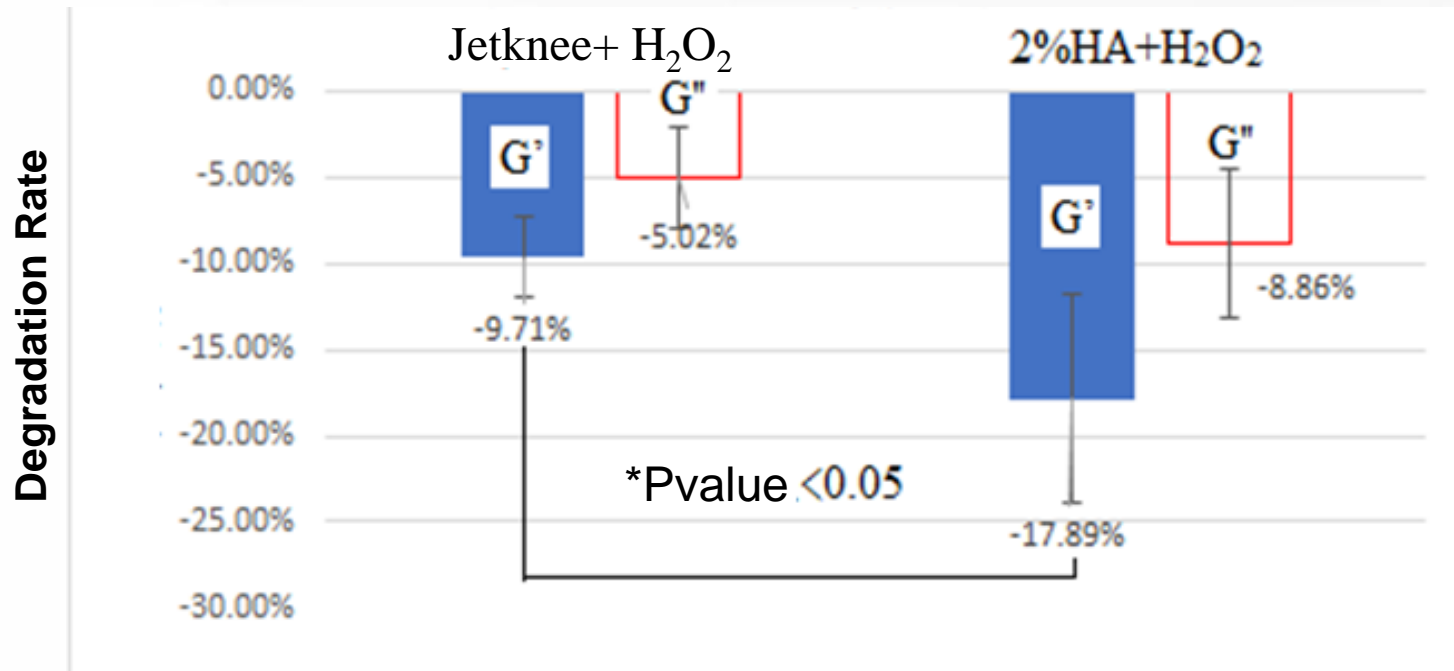 Degradation Rate
Jetknee+ H₂O₂
2%HA+H₂O₂
0.00%
-5.00%
-10.00%
-15.00%
-20.00%
-25.00%
-30.00%
G'
G"
G'
G"
-9.71%
-5.02%
-17.89%
-8.86%
*Pvalue <0.05